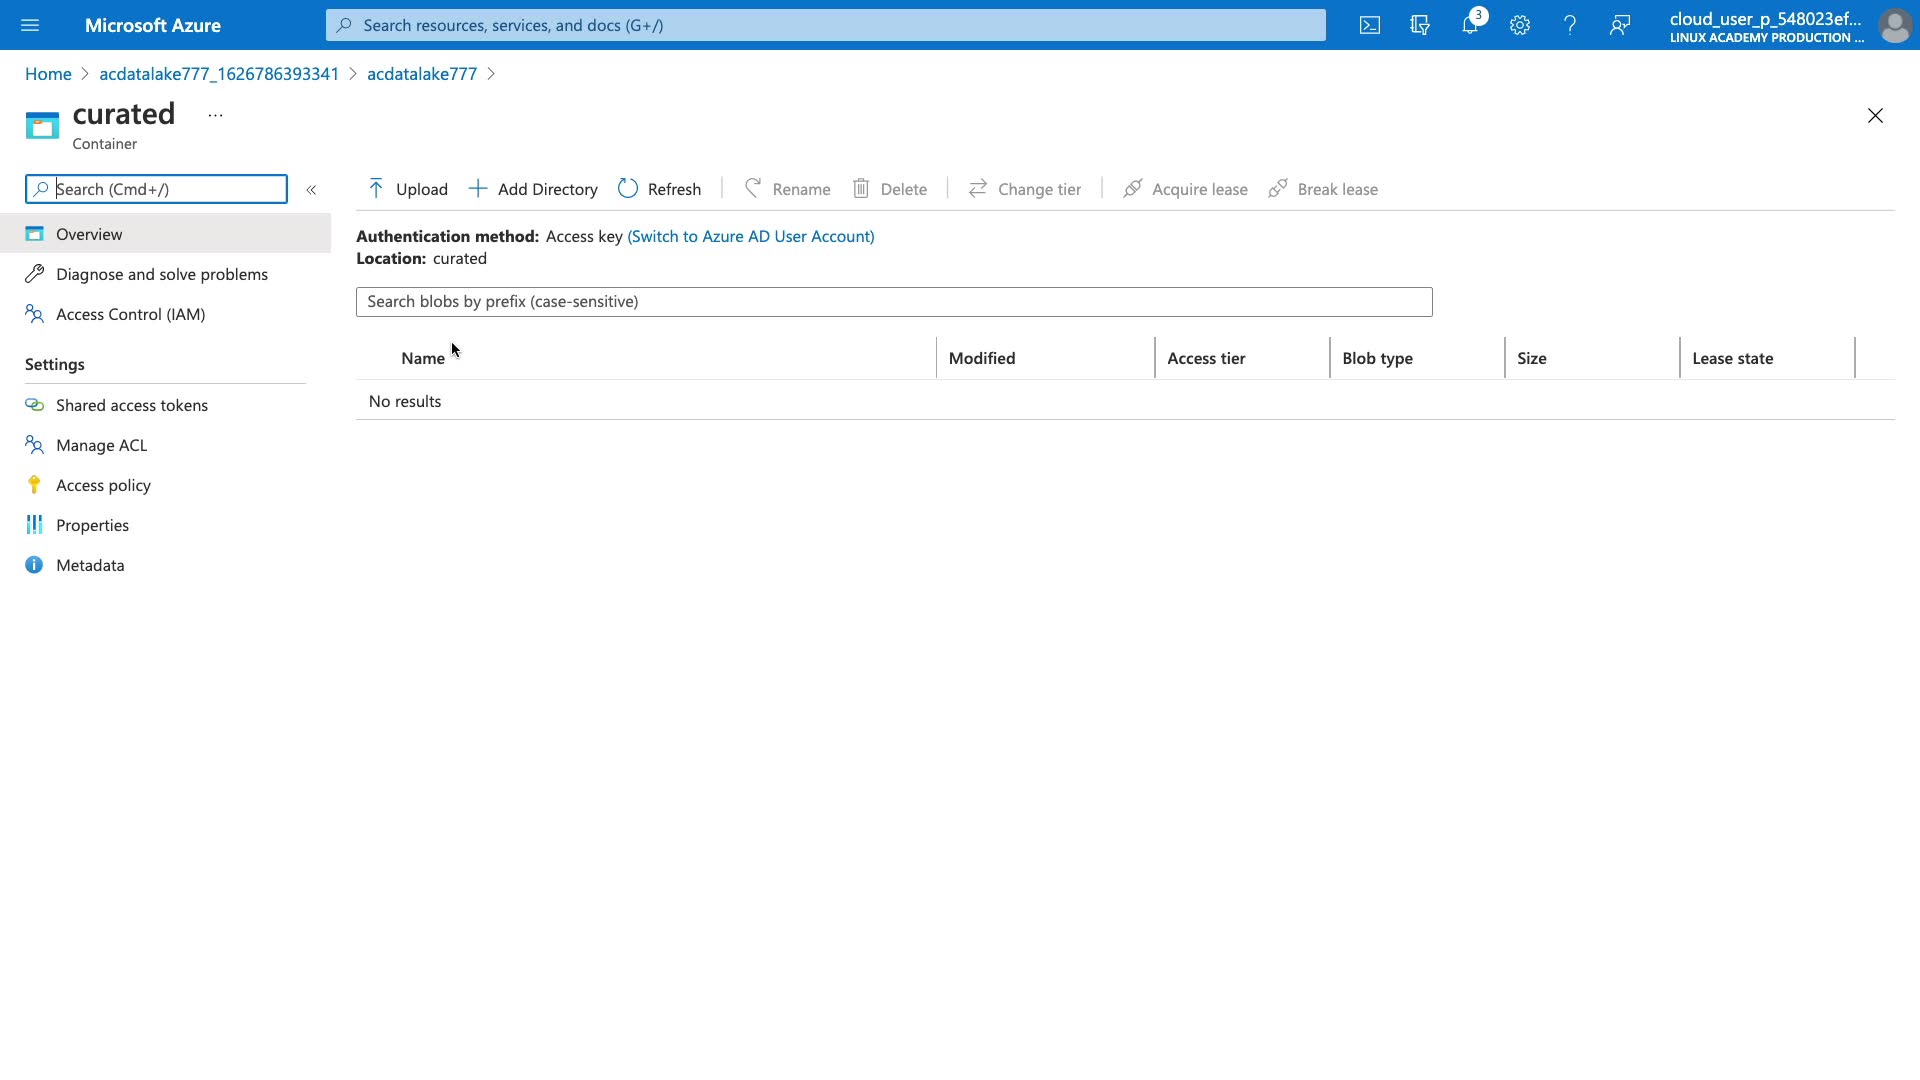 Microsoft Azure
Search resources, services, and docs (G+/)
3
cloud_user_p_548023ef...
LINUX ACADEMY PRODUCTION ...
Home > acdatalake777_1626786393341 > acdatalake777 >
curated ...
Container
Search (Cmd+/)
«
Upload
Add Directory
Refresh
Rename
Delete
Change tier
Acquire lease
Break lease
Overview
Diagnose and solve problems
Access Control (IAM)
Settings
Shared access tokens
Manage ACL
Access policy
Properties
Metadata
Authentication method: Access key (Switch to Azure AD User Account)
Location: curated
Search blobs by prefix (case-sensitive)
Name Modified Access tier Blob type Size Lease state
No results